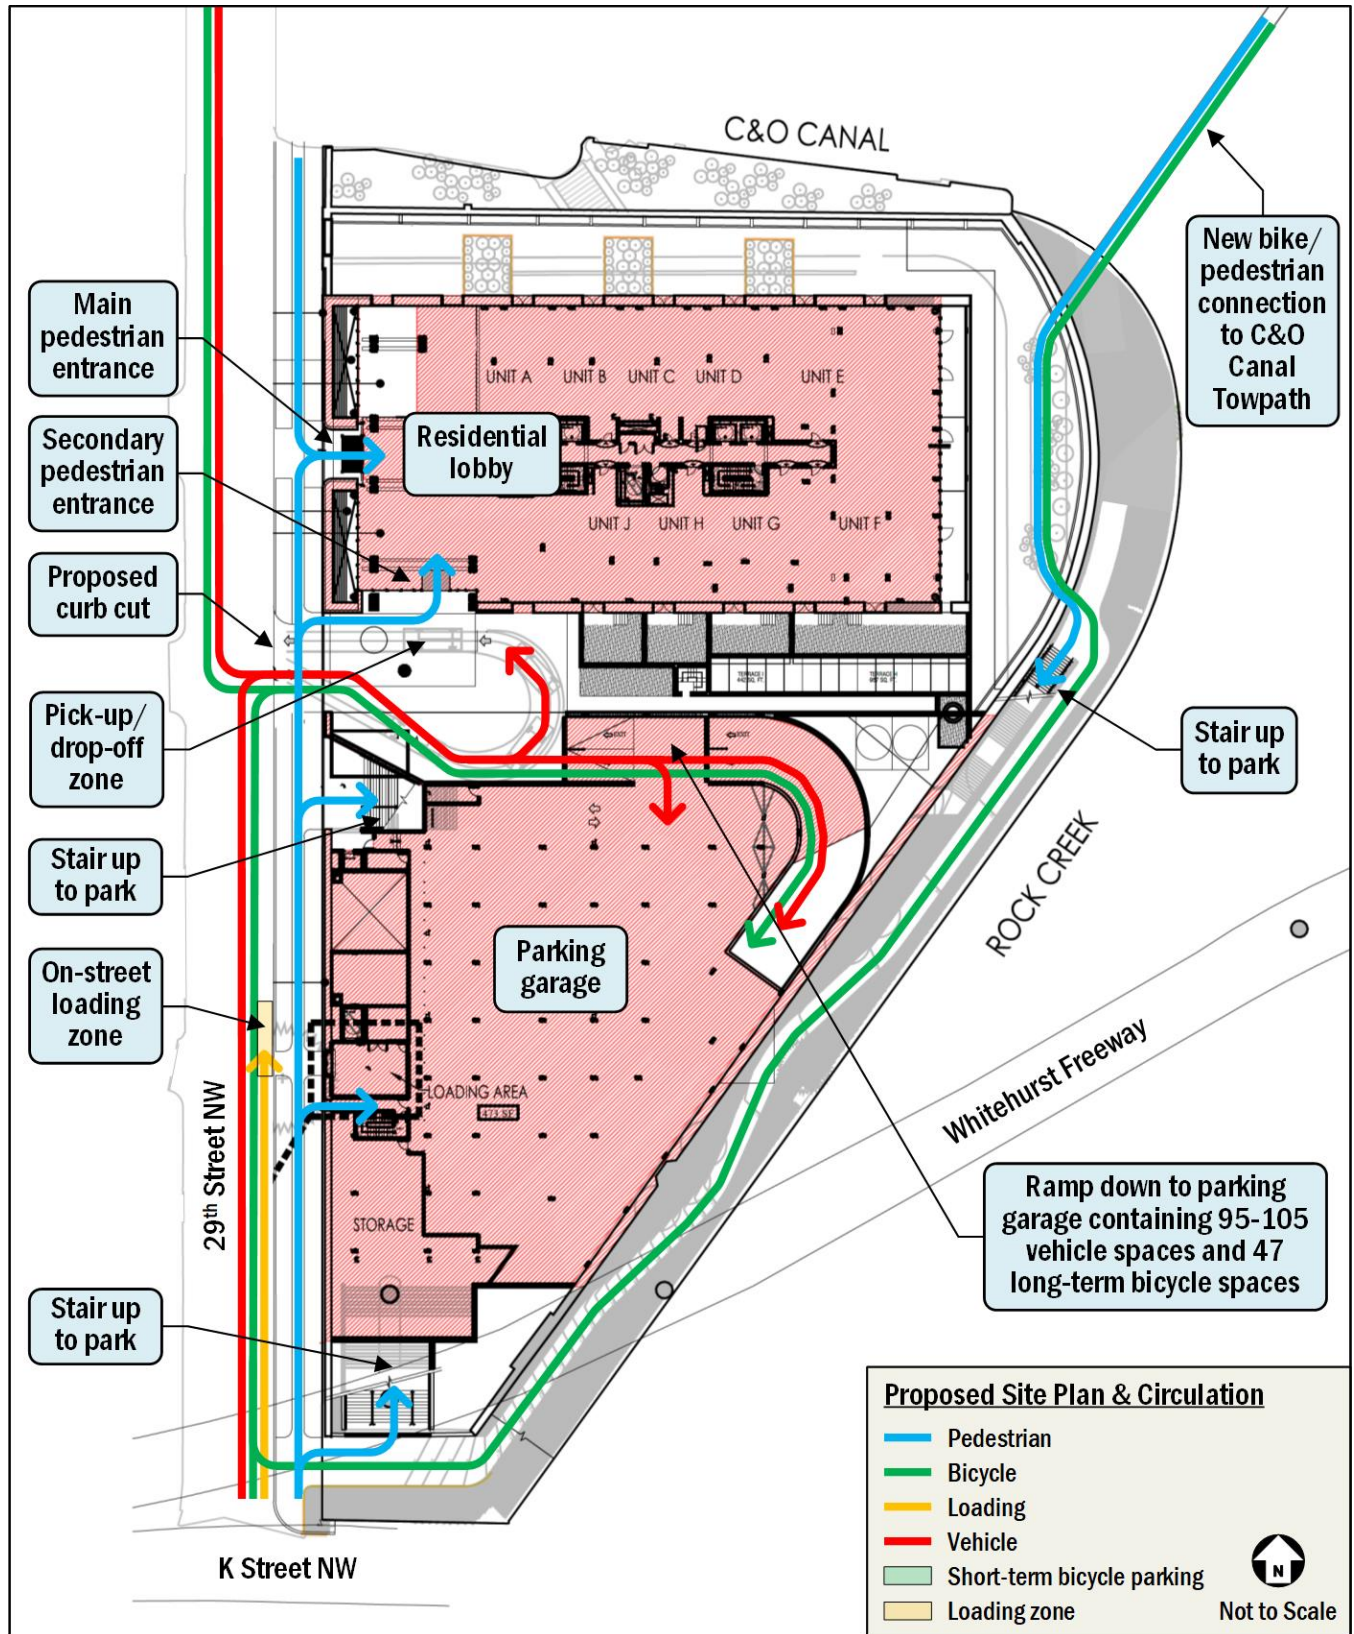 C&O CANAL
New bike/
pedestrian
connection
to C&O
Canal
Towpath
Main
pedestrian
entrance
UNIT A
UNIT B
UNIT C
UNIT D
UNIT E
Secondary
pedestrian
entrance
Residential
lobby
UNIT J
UNIT H
UNIT G
UNIT F
Proposed
curb cut
Pick-up/
drop-off
zone
Stair up
to park
Stair up
to park
ROCK CREEK
On-street
loading
zone
Parking
garage
Whitehurst Freeway
29th Street NW
LOADING AREA
473 SF
STORAGE
Ramp down to parking
garage containing 95-105
vehicle spaces and 47
long-term bicycle spaces
Stair up
to park
K Street NW
Proposed Site Plan & Circulation
Pedestrian
Bicycle
Loading
Vehicle
Short-term bicycle parking
Loading zone
N
Not to Scale